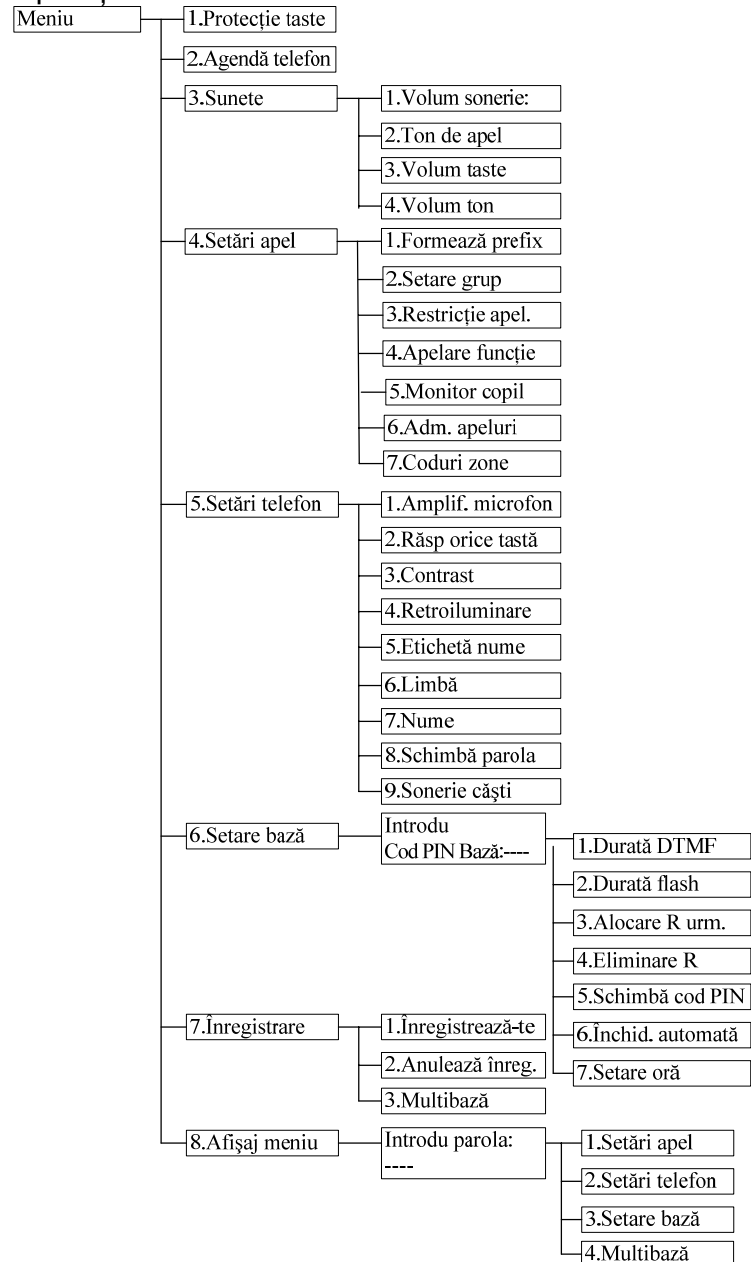 Meniu
1.Protecție taste
2.Agendă telefon
3.Sunete
1.Volum sonerie:
2.Ton de apel
3.Volum taste
4.Volum ton
4.Setări apel
1.Formează prefix
2.Setare grup
3.Restricție apel.
4.Apelare funcție
5.Monitor copil
6.Adm. apeluri
7.Coduri zone
5.Setări telefon
1.Amplif. microfon
2.Răsp orice tastă
3.Contrast
4.Retroiluminare
5.Etichetă nume
6.Limbă
7.Nume
8.Schimbă parola
9.Sonerie căşti
6.Setare bază
Introdu
Cod PIN Bază:----
1.Durată DTMF
2.Durată flash
3.Alocare R urm.
4.Eliminare R
5.Schimbă cod PIN
6.Închid. automată
7.Setare oră
7.Înregistrare
1.Înregistrează-te
2.Anulează înreg.
3.Multibază
8.Afişaj meniu
Introdu parola:
----
1.Setări apel
2.Setări telefon
3.Setare bază
4.Multibază